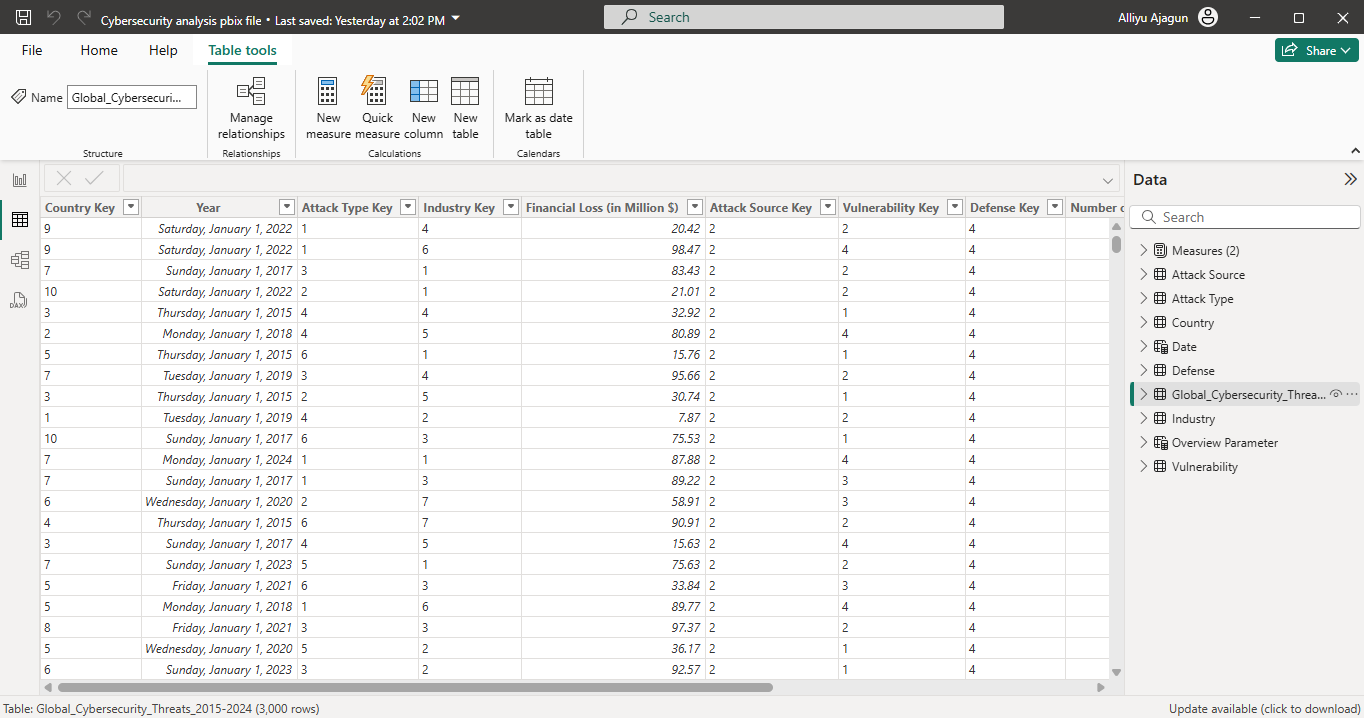 Cybersecurity analysis pbix file • Last saved: Yesterday at 2:02 PM
Search
Alliyu Ajagun
File Home Help Table tools
Share
Name Global_Cybersecuri...
Manage relationships
New measure
Quick measure
New column
New table
Mark as date table
Structure Relationships Calculations Calendars
Data
Search
Measures (2)
Attack Source
Attack Type
Country
Date
Defense
Global_Cybersecurity_Threa...
Industry
Overview Parameter
Vulnerability
DAX
Country Key Year Attack Type Key Industry Key Financial Loss (in Million $) Attack Source Key Vulnerability Key Defense Key Number
9 Saturday, January 1, 2022 1 4 20.42 2 2 4
9 Saturday, January 1, 2022 1 6 98.47 2 4 4
7 Sunday, January 1, 2017 3 1 83.43 2 2 4
10 Saturday, January 1, 2022 2 1 21.01 2 2 4
3 Thursday, January 1, 2015 4 4 32.92 2 1 4
2 Monday, January 1, 2018 4 5 80.89 2 4 4
5 Thursday, January 1, 2015 6 1 15.76 2 1 4
7 Tuesday, January 1, 2019 3 4 95.66 2 2 4
3 Thursday, January 1, 2015 2 5 30.74 2 1 4
1 Tuesday, January 1, 2019 4 2 7.87 2 2 4
10 Sunday, January 1, 2017 6 3 75.53 2 1 4
7 Monday, January 1, 2024 1 1 87.88 2 4 4
7 Sunday, January 1, 2017 1 3 89.22 2 3 4
6 Wednesday, January 1, 2020 2 7 58.91 2 3 4
4 Thursday, January 1, 2015 6 7 90.91 2 2 4
3 Sunday, January 1, 2017 4 5 15.63 2 4 4
7 Sunday, January 1, 2023 5 1 75.63 2 2 4
5 Friday, January 1, 2021 6 3 33.84 2 3 4
5 Monday, January 1, 2018 1 6 89.77 2 4 4
8 Friday, January 1, 2021 3 3 97.37 2 2 4
5 Wednesday, January 1, 2020 5 2 36.17 2 1 4
6 Sunday, January 1, 2023 3 2 92.57 2 1 4
Table: Global_Cybersecurity_Threats_2015-2024 (3,000 rows)
Update available (click to download)